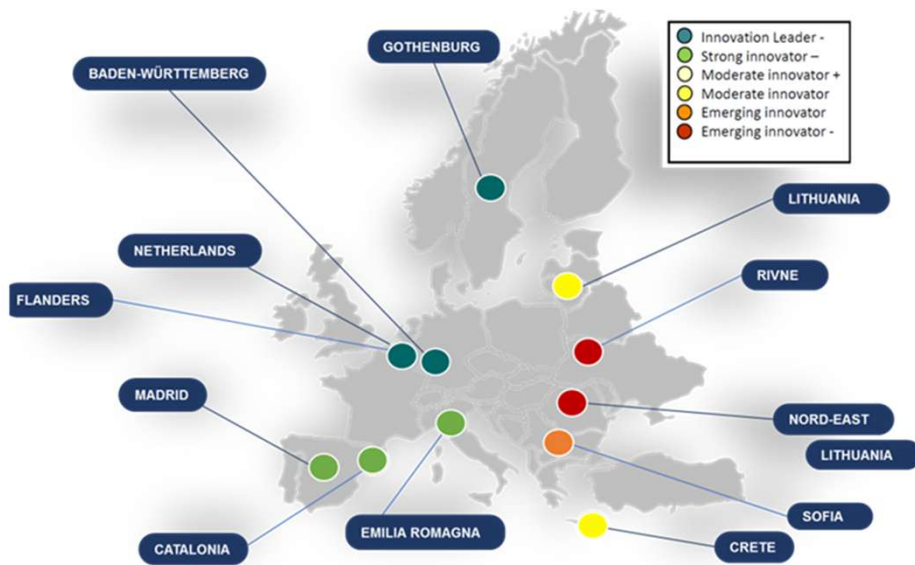 GOTHENBURG
BADEN-WÜRTTEMBERG
Innovation Leader -
Strong innovator –
Moderate innovator +
Moderate innovator
Emerging innovator
Emerging innovator -
LITHUANIA
NETHERLANDS
RIVNE
FLANDERS
MADRID
NORD-EAST
LITHUANIA
SOFIA
EMILIA ROMAGNA
CATALONIA
CRETE